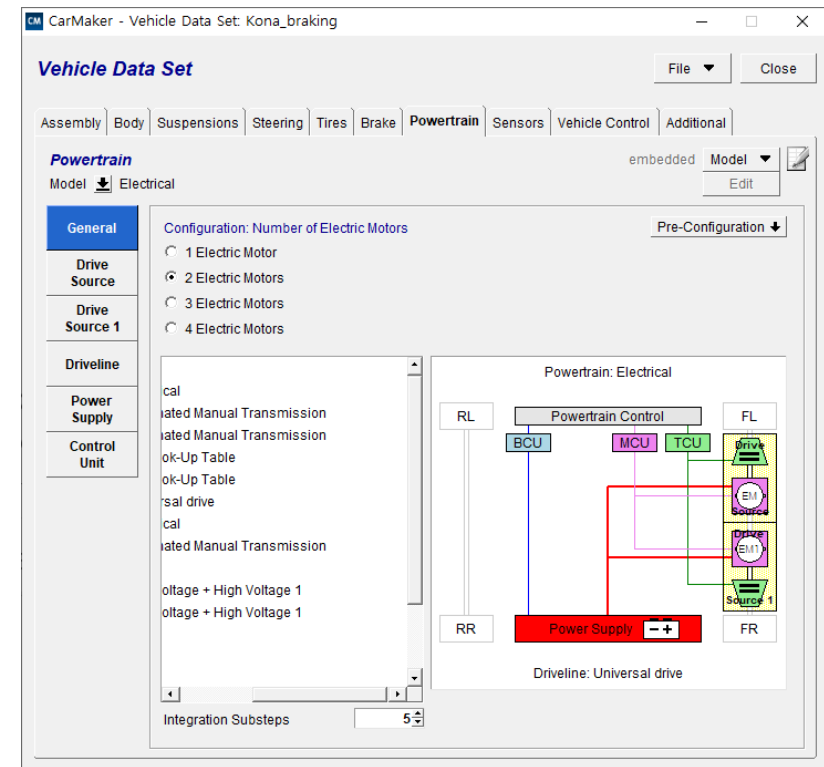 CM CarMaker - Vehicle Data Set: Kona_braking
Vehicle Data Set
File
Close
Assembly Body Suspensions Steering Tires Brake Powertrain Sensors Vehicle Control Additional
Powertrain
embedded Model
Model Electrical
Edit
General
Drive
Source
Drive
Source 1
Driveline
Power
Supply
Control
Unit
Configuration: Number of Electric Motors
Pre-Configuration
1 Electric Motor
2 Electric Motors
3 Electric Motors
4 Electric Motors
cal
nated Manual Transmission
nated Manual Transmission
ok-Up Table
ok-Up Table
rsal drive
cal
nated Manual Transmission
oltage + High Voltage 1
oltage + High Voltage 1
Integration Substeps 5
Powertrain: Electrical
RL Powertrain Control FL
BCU MCU TCU Drive
EM
Source
Drive
EM1
Source 1
RR Power Supply - + FR
Driveline: Universal drive